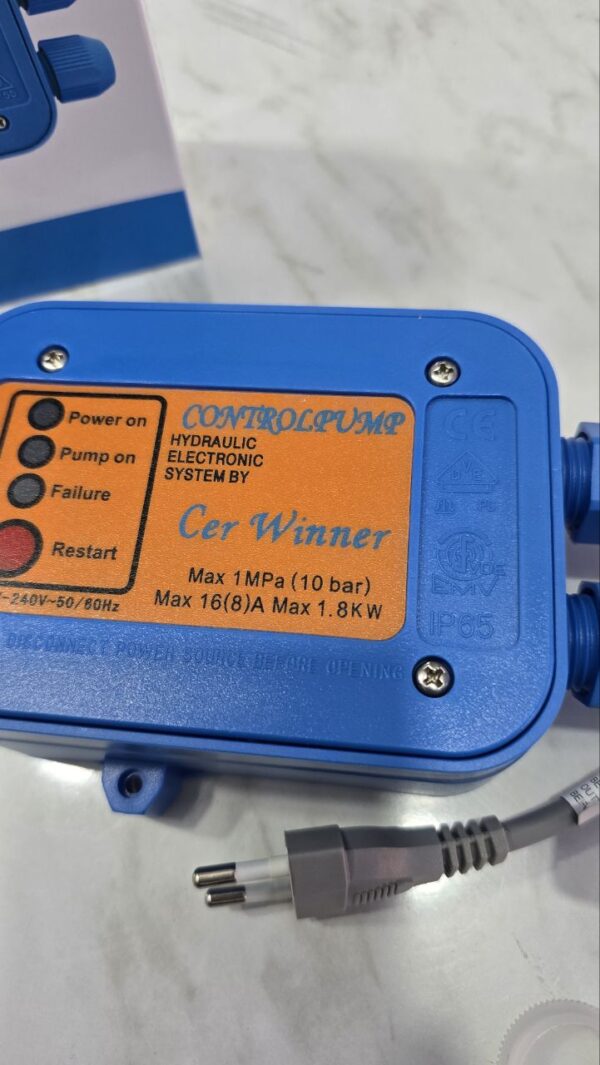 Power on
Pump on
Failure
Restart
-240V~50/60Hz
CONTROLPUMP
HYDRAULIC
ELECTRONIC
SYSTEM BY
Cer Winner
Max 1MPa (10 bar)
Max 16(8)A Max 1.8KW
DISCONNECT POWER SOURCE BEFORE OPENING
CE
IP65